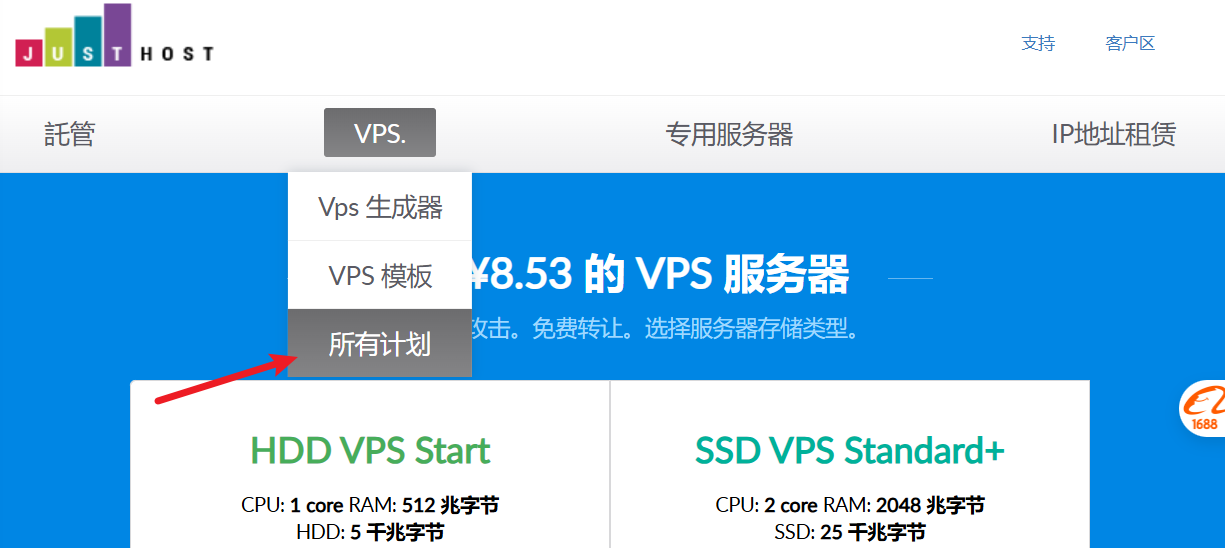 JUST HOST
支持
客户区
託管
VPS.
专用服务器
IP地址租赁
Vps 生成器
VPS 模板
所有计划
¥8.53 的 VPS 服务器
攻击。免费转让。选择服务器存储类型。
HDD VPS Start
CPU: 1 core RAM: 512 兆字节
HDD: 5 千兆字节
SSD VPS Standard+
CPU: 2 core RAM: 2048 兆字节
SSD: 25 千兆字节
1688